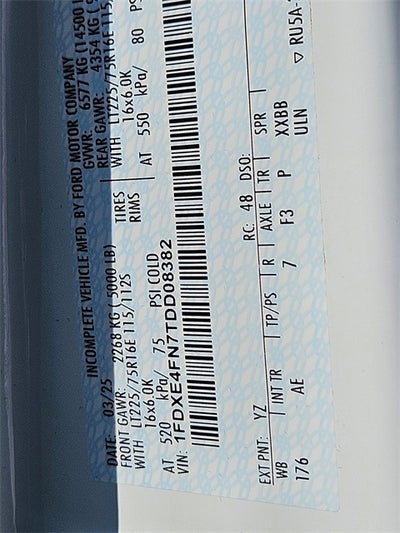 INCOMPLETE VEHICLE MFD. BY FORD MOTOR COMPANY
DATE: 03/25 GVWR: 6577 KG (14500 L
FRONT GAWR: 2268 KG ( 5000 LB) REAR GAWR: 4354 KG
WITH LT225/75R16E 115/112S TIRES WITH LT225/75R16E 115/
16x6.0K RIMS 16x6.0K
AT 520 kPa/ 75 PSI COLD AT 550 kPa/ 80 PS
VIN: 1FDXE4FN7TDD08382
EXT PNT: YZ RC: 48 DSO:
WB INT TR TP/PS R AXLE TR SPR
176 AE 7 F3 P XXBB
ULN
▽ RU5A-